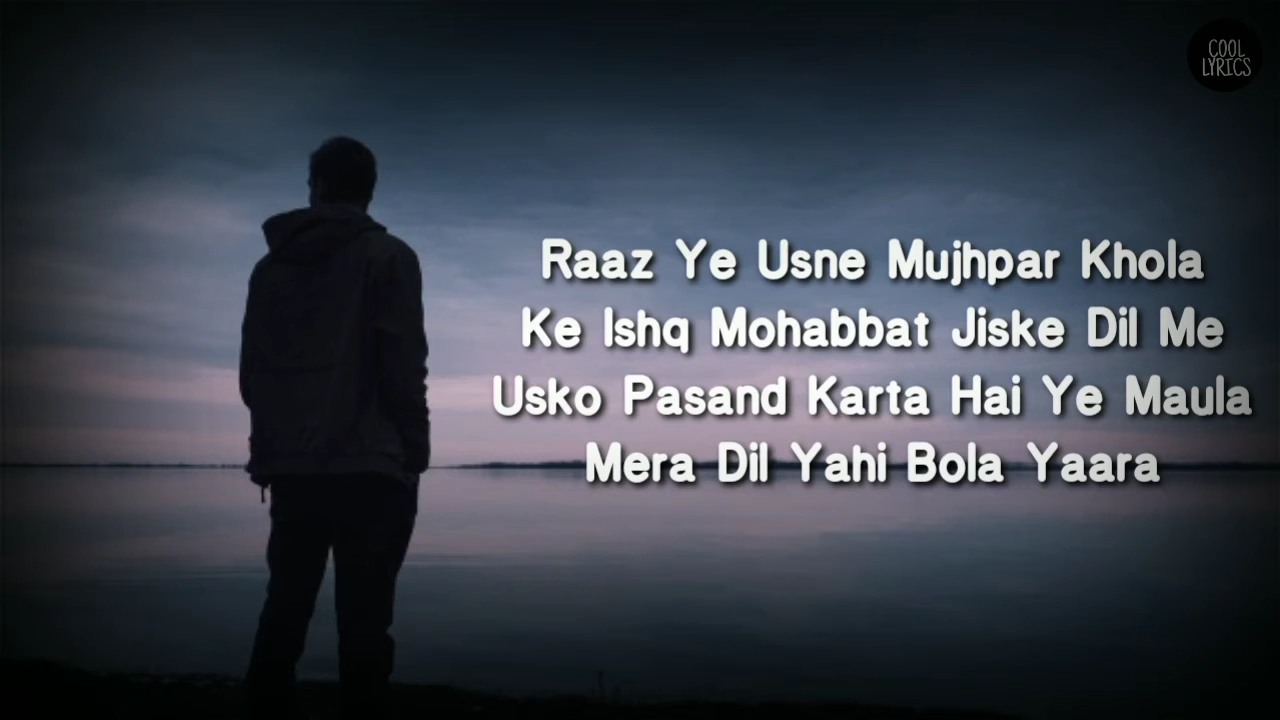 COOL
LYRICS
Raaz Ye Usne Mujhpar Khola
Ke Ishq Mohabbat Jiske Dil Me
Usko Pasand Karta Hai Ye Maula
Mera Dil Yahi Bola Yaara